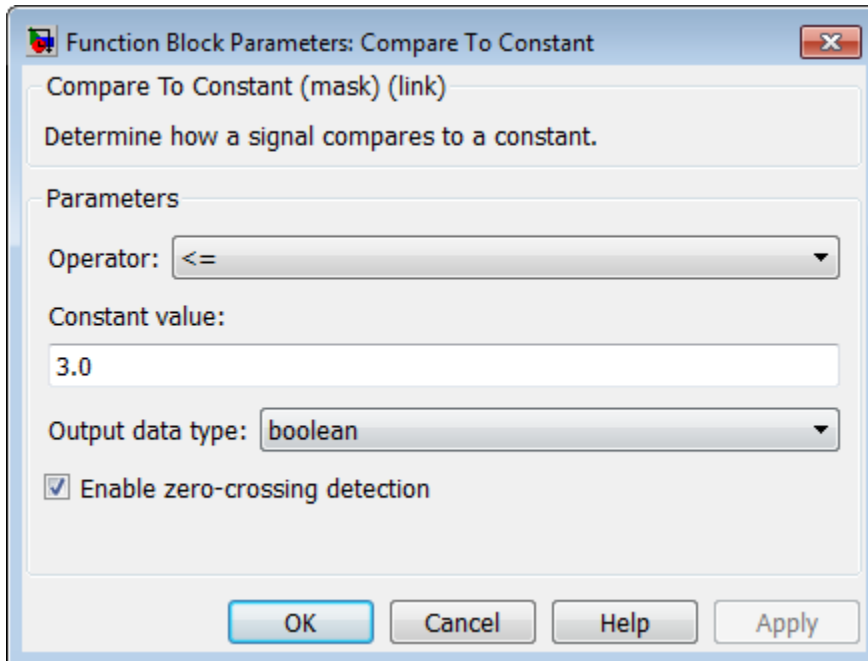 Function Block Parameters: Compare To Constant
Compare To Constant (mask) (link)
Determine how a signal compares to a constant.
Parameters
Operator: <=
Constant value:
3.0
Output data type: boolean
Enable zero-crossing detection
OK Cancel Help Apply